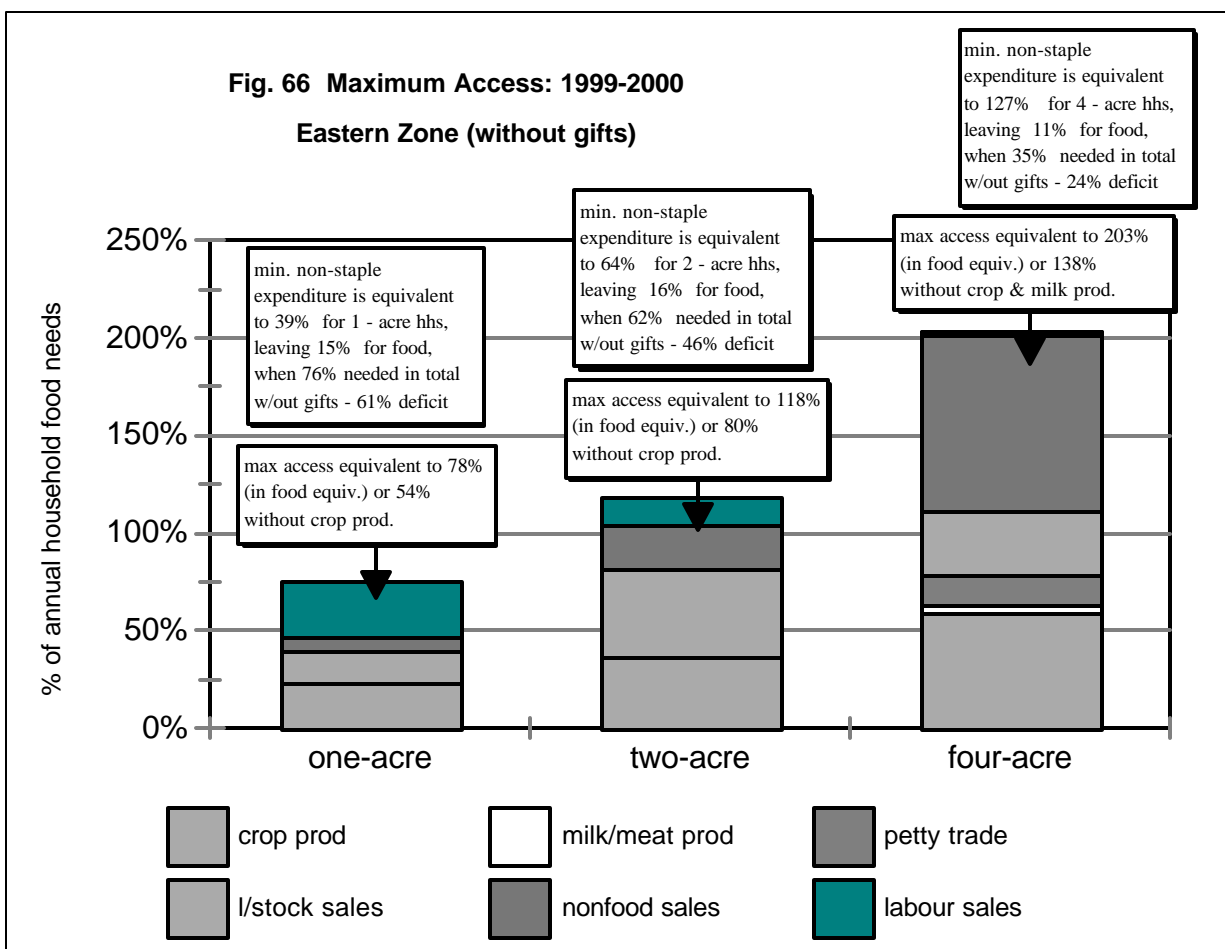 Fig. 66 Maximum Access: 1999-2000
Eastern Zone (without gifts)
min. non-staple
expenditure is equivalent
to 127% for 4 - acre hhs,
leaving 11% for food,
when 35% needed in total
w/out gifts - 24% deficit
min. non-staple
expenditure is equivalent
to 64% for 2 - acre hhs,
leaving 16% for food,
when 62% needed in total
w/out gifts - 46% deficit
max access equivalent to 203%
(in food equiv.) or 138%
without crop & milk prod.
min. non-staple
expenditure is equivalent
to 39% for 1 - acre hhs,
leaving 15% for food,
when 76% needed in total
w/out gifts - 61% deficit
max access equivalent to 118%
(in food equiv.) or 80%
without crop prod.
max access equivalent to 78%
(in food equiv.) or 54%
without crop prod.
% of annual household food needs
250%
200%
150%
100%
50%
0%
one-acre
two-acre
four-acre
crop prod
milk/meat prod
petty trade
l/stock sales
nonfood sales
labour sales